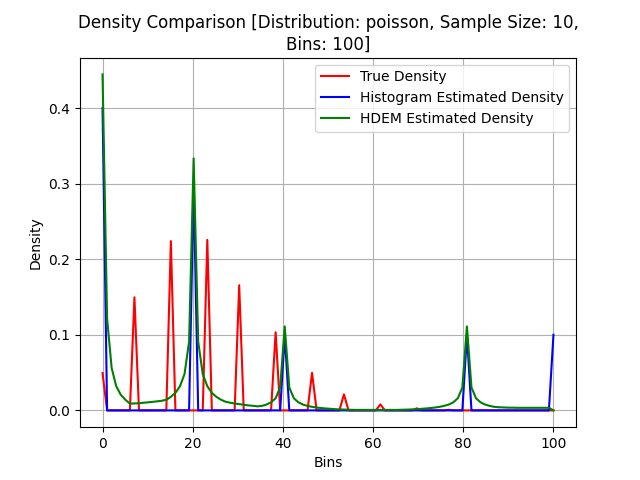 Density Comparison [Distribution: poisson, Sample Size: 10,
Bins: 100]
True Density
Histogram Estimated Density
HDEM Estimated Density
Density
0.4
0.3
0.2
0.1
0.0
0 20 40 60 80 100
Bins